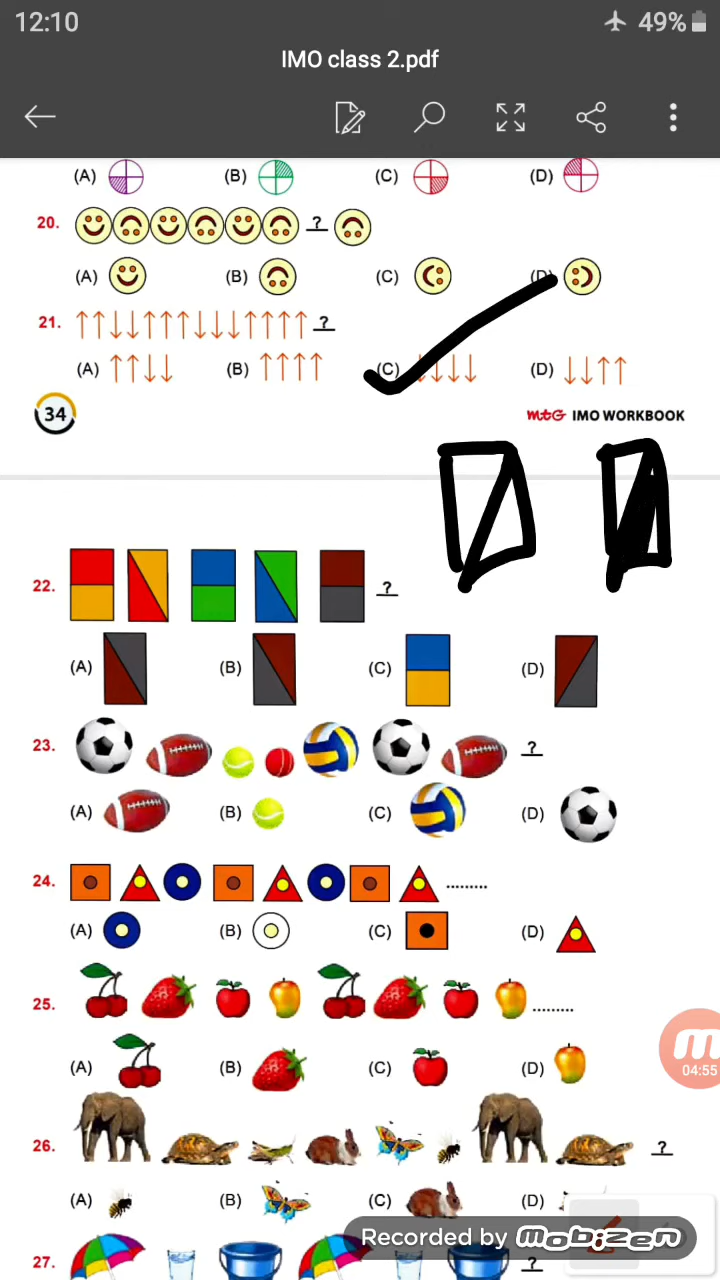 12:10 49%
IMO class 2.pdf
(A) (B) (C) (D)
20. ?
(A) (B) (C) (D)
21. ↑↑↓↓↑↑↑↓↓↓↑↑↑↑ ?
(A) ↑↑↓↓ (B) ↑↑↑↑ (C) ↓↓↓↓ (D) ↓↓↑↑
34 mtG IMO WORKBOOK
22. ?
(A) (B) (C) (D)
23. ?
(A) (B) (C) (D)
24. .........
(A) (B) (C) (D)
25. .........
(A) (B) (C) (D)
04:55
26. ?
(A) (B) (C) (D)
Recorded by Mobizen
27. ?